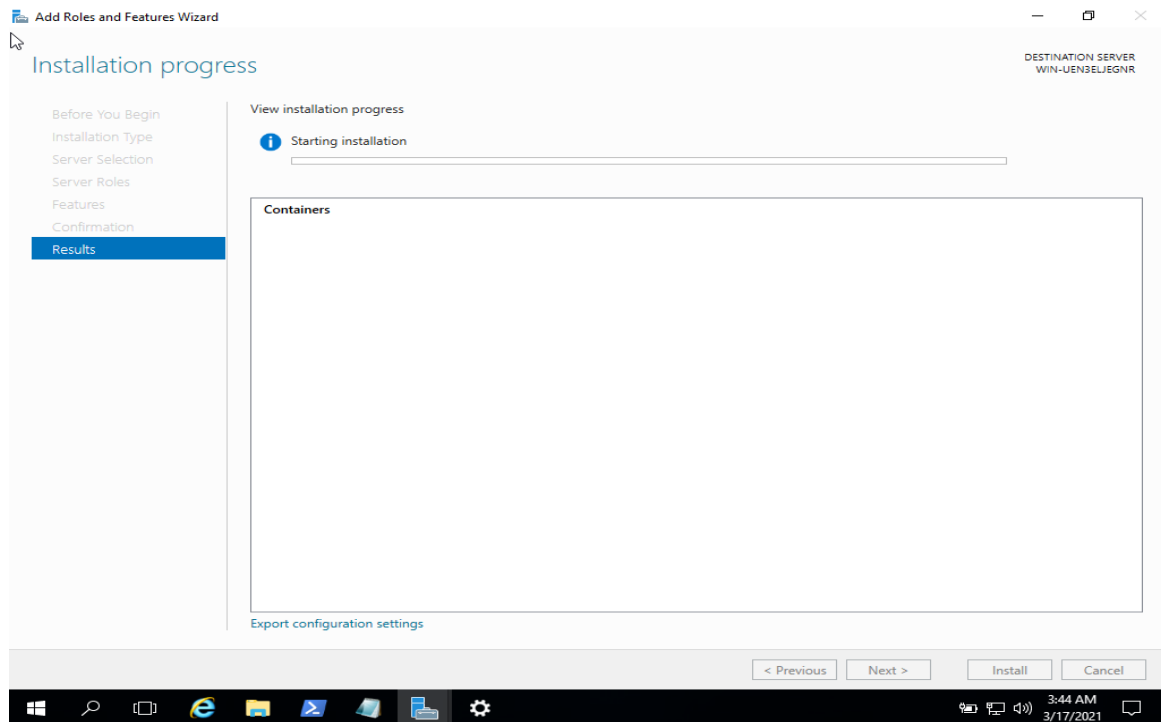 Add Roles and Features Wizard
Installation progress
DESTINATION SERVER
WIN-UEN3ELJEGNR
Before You Begin
Installation Type
Server Selection
Server Roles
Features
Confirmation
Results
View installation progress
Starting installation
Containers
Export configuration settings
< Previous
Next >
Install
Cancel
3:44 AM
3/17/2021